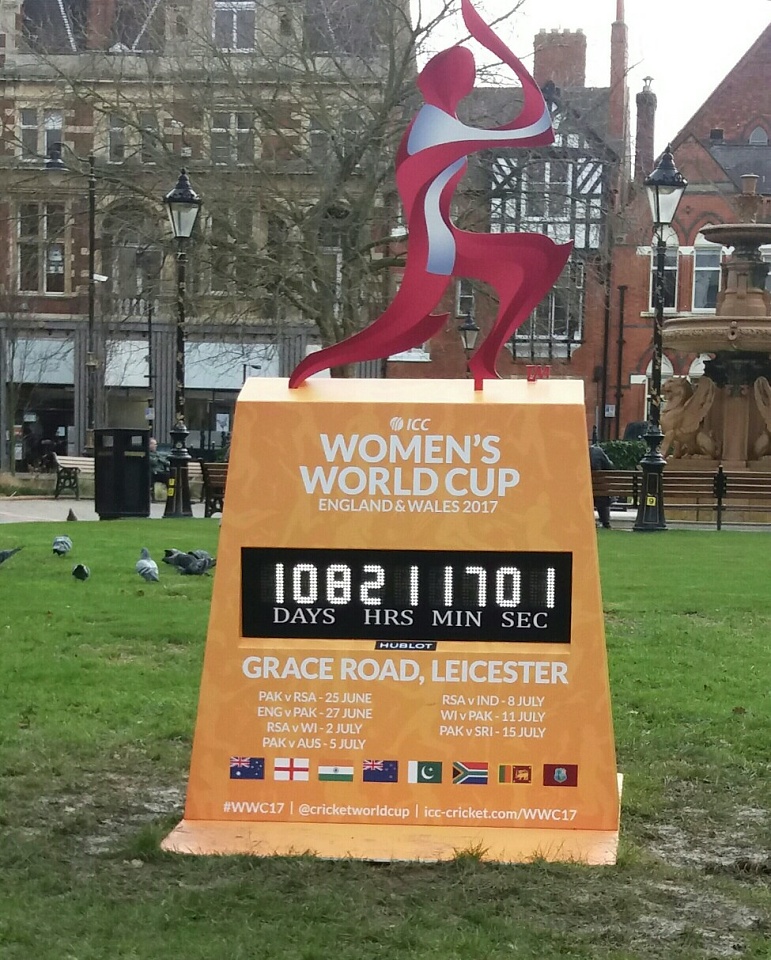 TM
ICC
WOMEN'S
WORLD CUP
ENGLAND & WALES 2017
108 21 17 01
DAYS HRS MIN SEC
HUBLOT
GRACE ROAD, LEICESTER
PAK v RSA - 25 JUNE
ENG v PAK - 27 JUNE
RSA v WI - 2 JULY
PAK v AUS - 5 JULY
RSA v IND - 8 JULY
WI v PAK - 11 JULY
PAK v SRI - 15 JULY
#WWC17 | @cricketworldcup | icc-cricket.com/WWC17
9